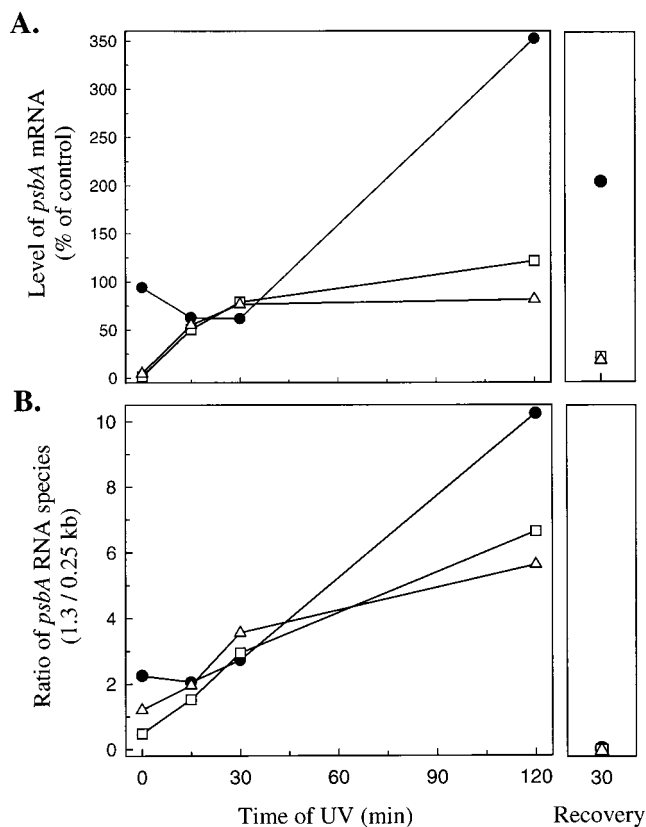 A.
Level of psbA mRNA
(% of control)
350
300
250
200
150
100
50
0
B.
Ratio of psbA RNA species
(1.3 / 0.25 kb)
10
8
6
4
2
0
0 30 60 90 120 30
Time of UV (min) Recovery